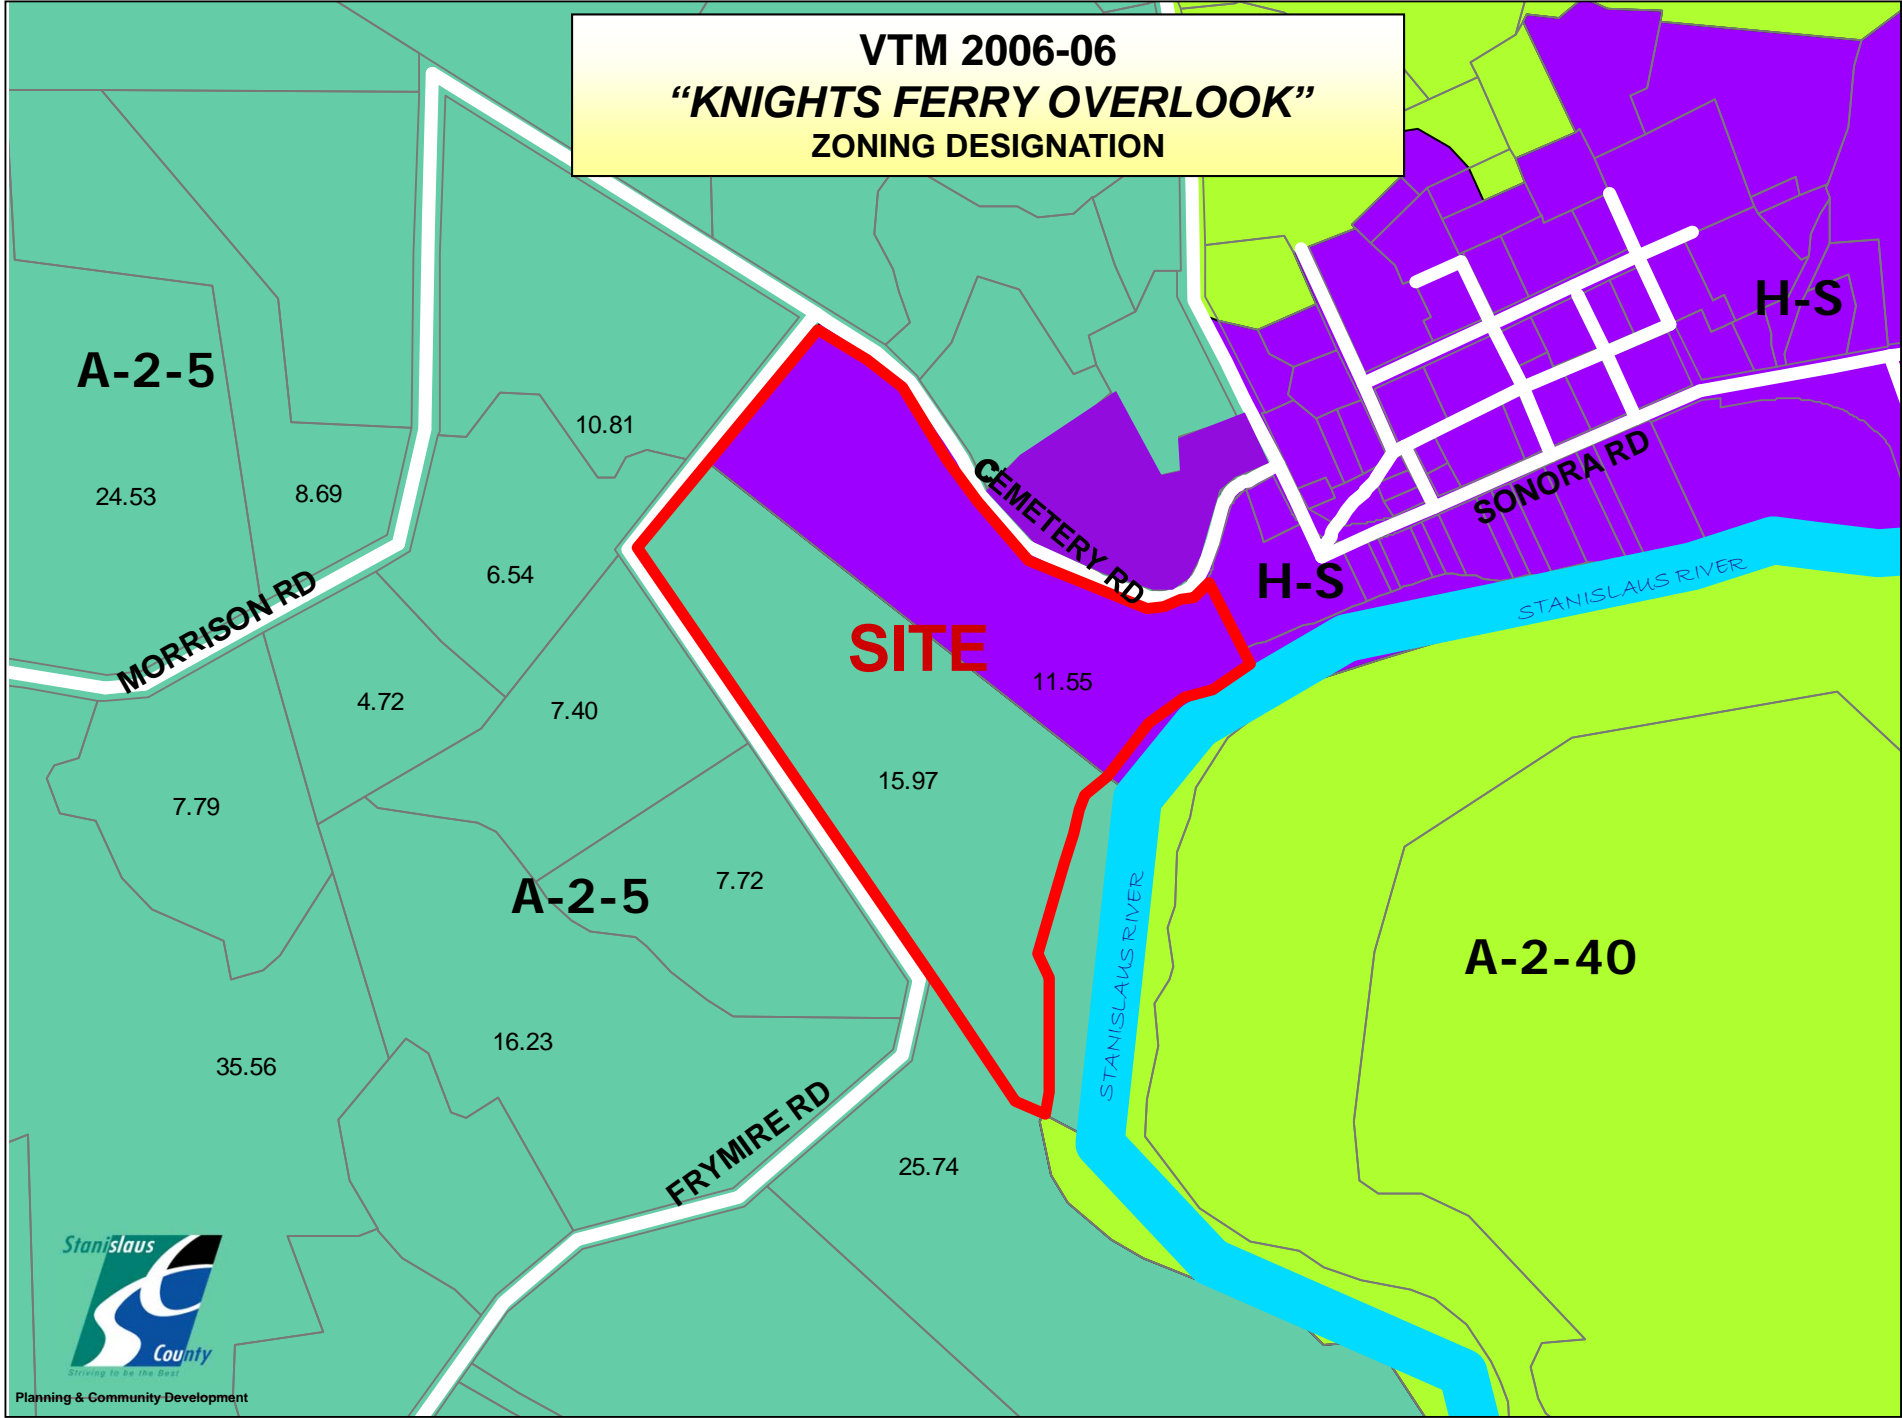 VTM 2006-06
“KNIGHTS FERRY OVERLOOK”
ZONING DESIGNATION
H-S
A-2-5
10.81
24.53
8.69
CEMETERY RD
SONORA RD
6.54
H-S
STANISLAUS RIVER
MORRISON RD
SITE
11.55
4.72
7.40
15.97
7.79
7.72
A-2-5
STANISLAUS RIVER
A-2-40
16.23
35.56
FRYMIRE RD
25.74
Stanislaus
County
Striving to be the Best
Planning & Community Development